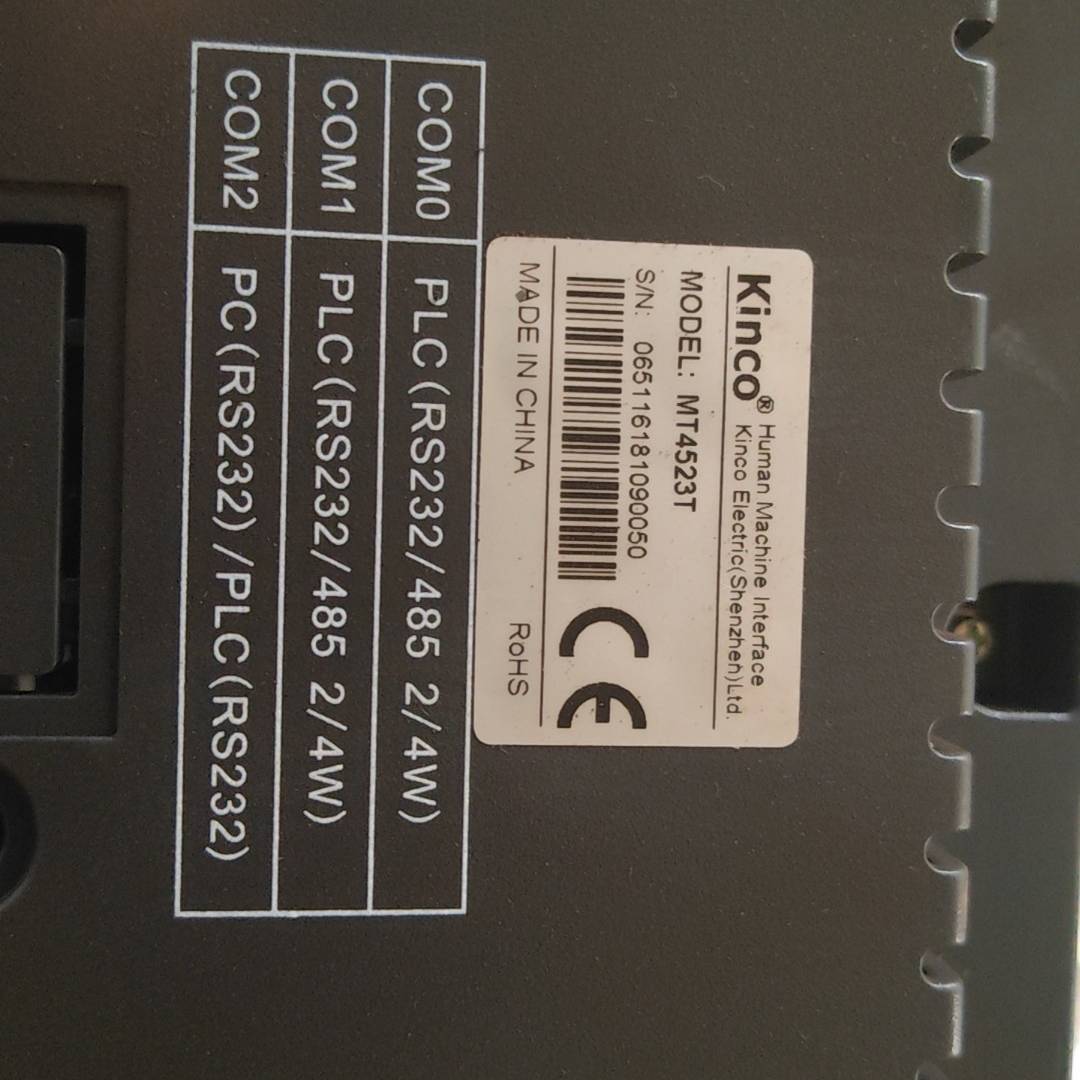 Kinco® Human Machine Interface
Kinco Electric(Shenzhen)Ltd.
MODEL: MT4523T
S/N: 065116181090050
MADE IN CHINA RoHS
CE
COM0 PLC(RS232/485 2/4W)
COM1 PLC(RS232/485 2/4W)
COM2 PC(RS232)/PLC(RS232)